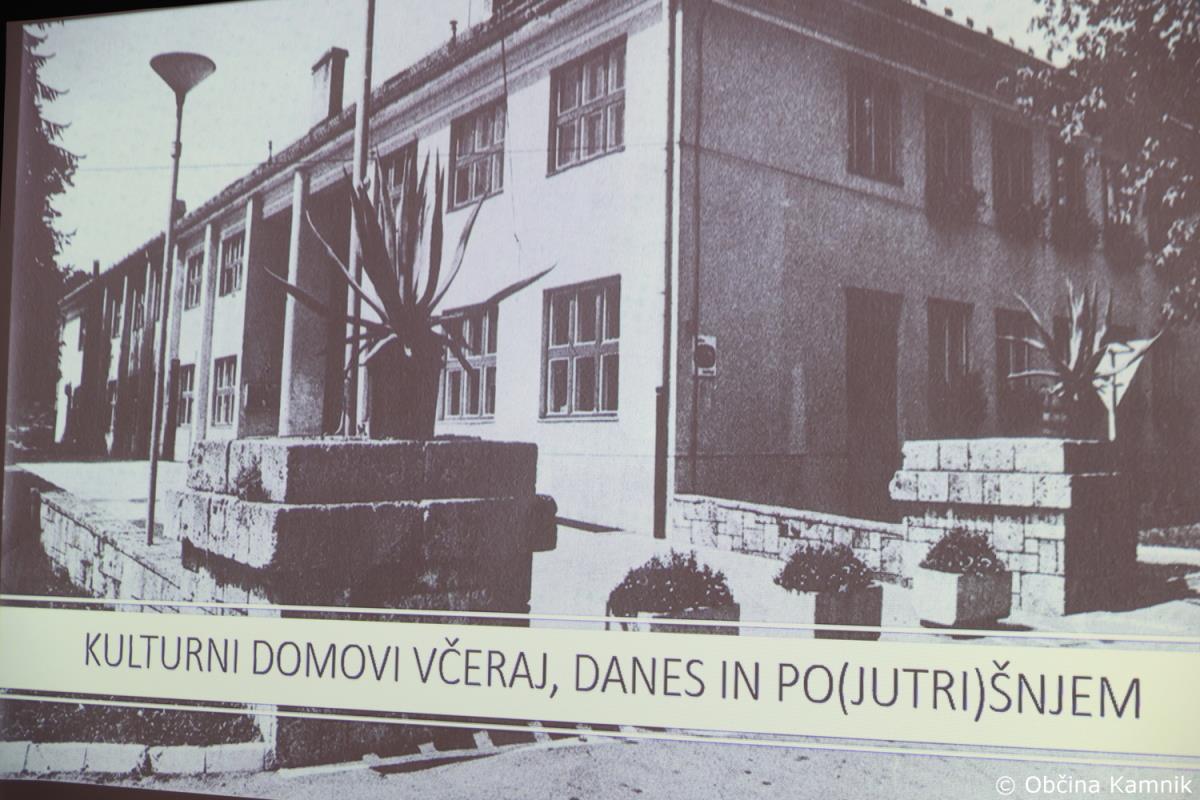 KULTURNI DOMOVI VČERAJ, DANES IN PO(JUTRI)ŠNJEM
© Občina Kamnik